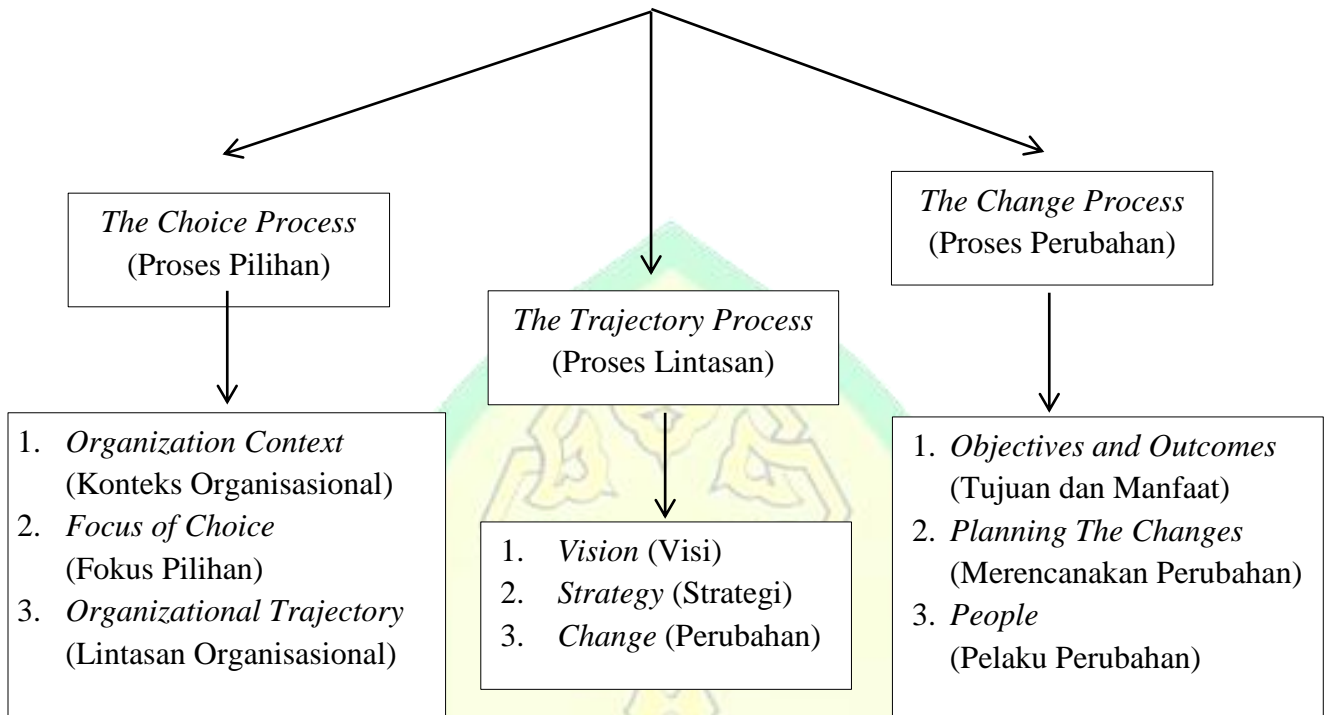 The Choice Process
(Proses Pilihan)
The Trajectory Process
(Proses Lintasan)
The Change Process
(Proses Perubahan)
1. Organization Context
(Konteks Organisasional)
2. Focus of Choice
(Fokus Pilihan)
3. Organizational Trajectory
(Lintasan Organisasional)
1. Vision (Visi)
2. Strategy (Strategi)
3. Change (Perubahan)
1. Objectives and Outcomes
(Tujuan dan Manfaat)
2. Planning The Changes
(Merencanakan Perubahan)
3. People
(Pelaku Perubahan)